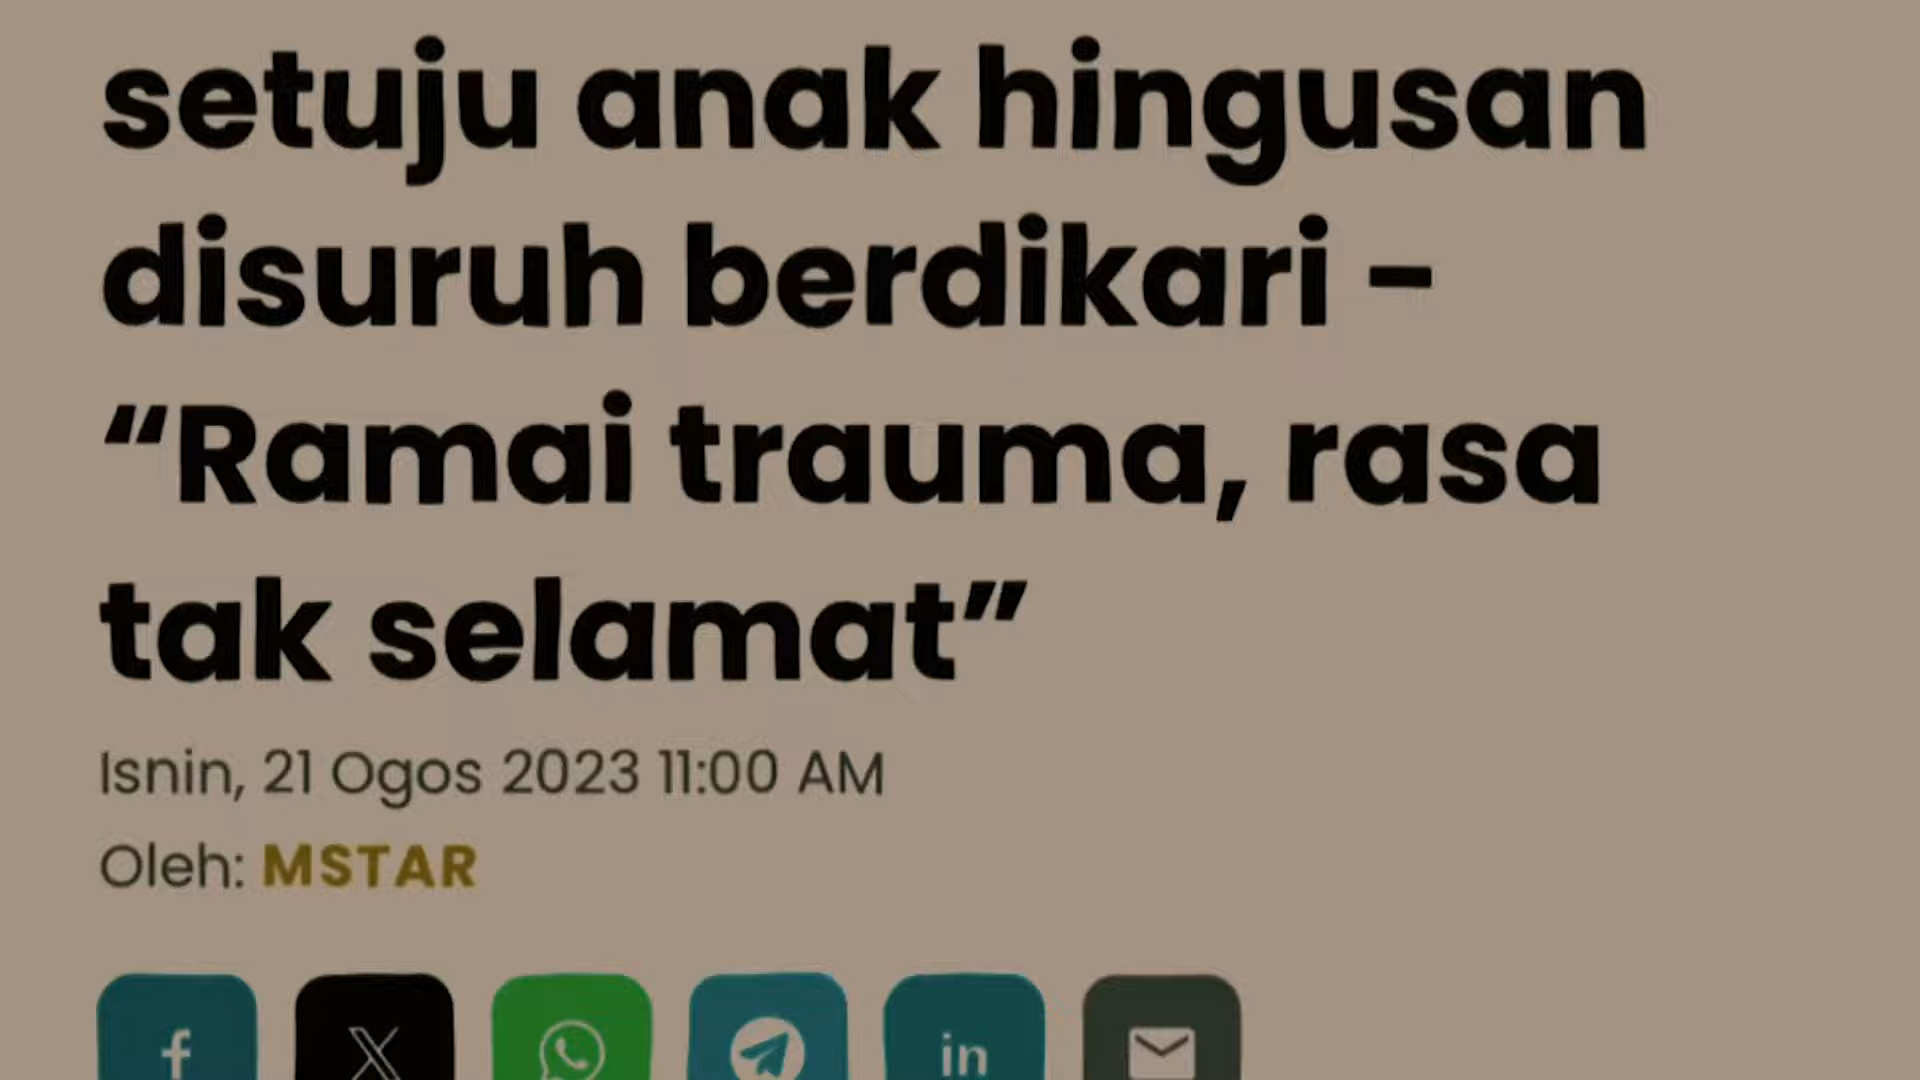 setuju anak hingusan
disuruh berdikari -
“Ramai trauma, rasa
tak selamat”
Isnin, 21 Ogos 2023 11:00 AM
Oleh: MSTAR
f X in